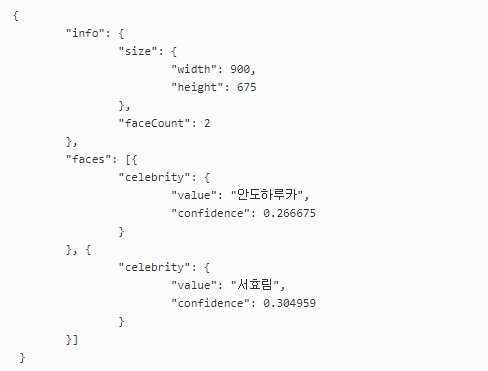 {
"info": {
"size": {
"width": 900,
"height": 675
},
"faceCount": 2
},
"faces": [{
"celebrity": {
"value": "안도하루카",
"confidence": 0.266675
}
}, {
"celebrity": {
"value": "서효림",
"confidence": 0.304959
}
}]
}